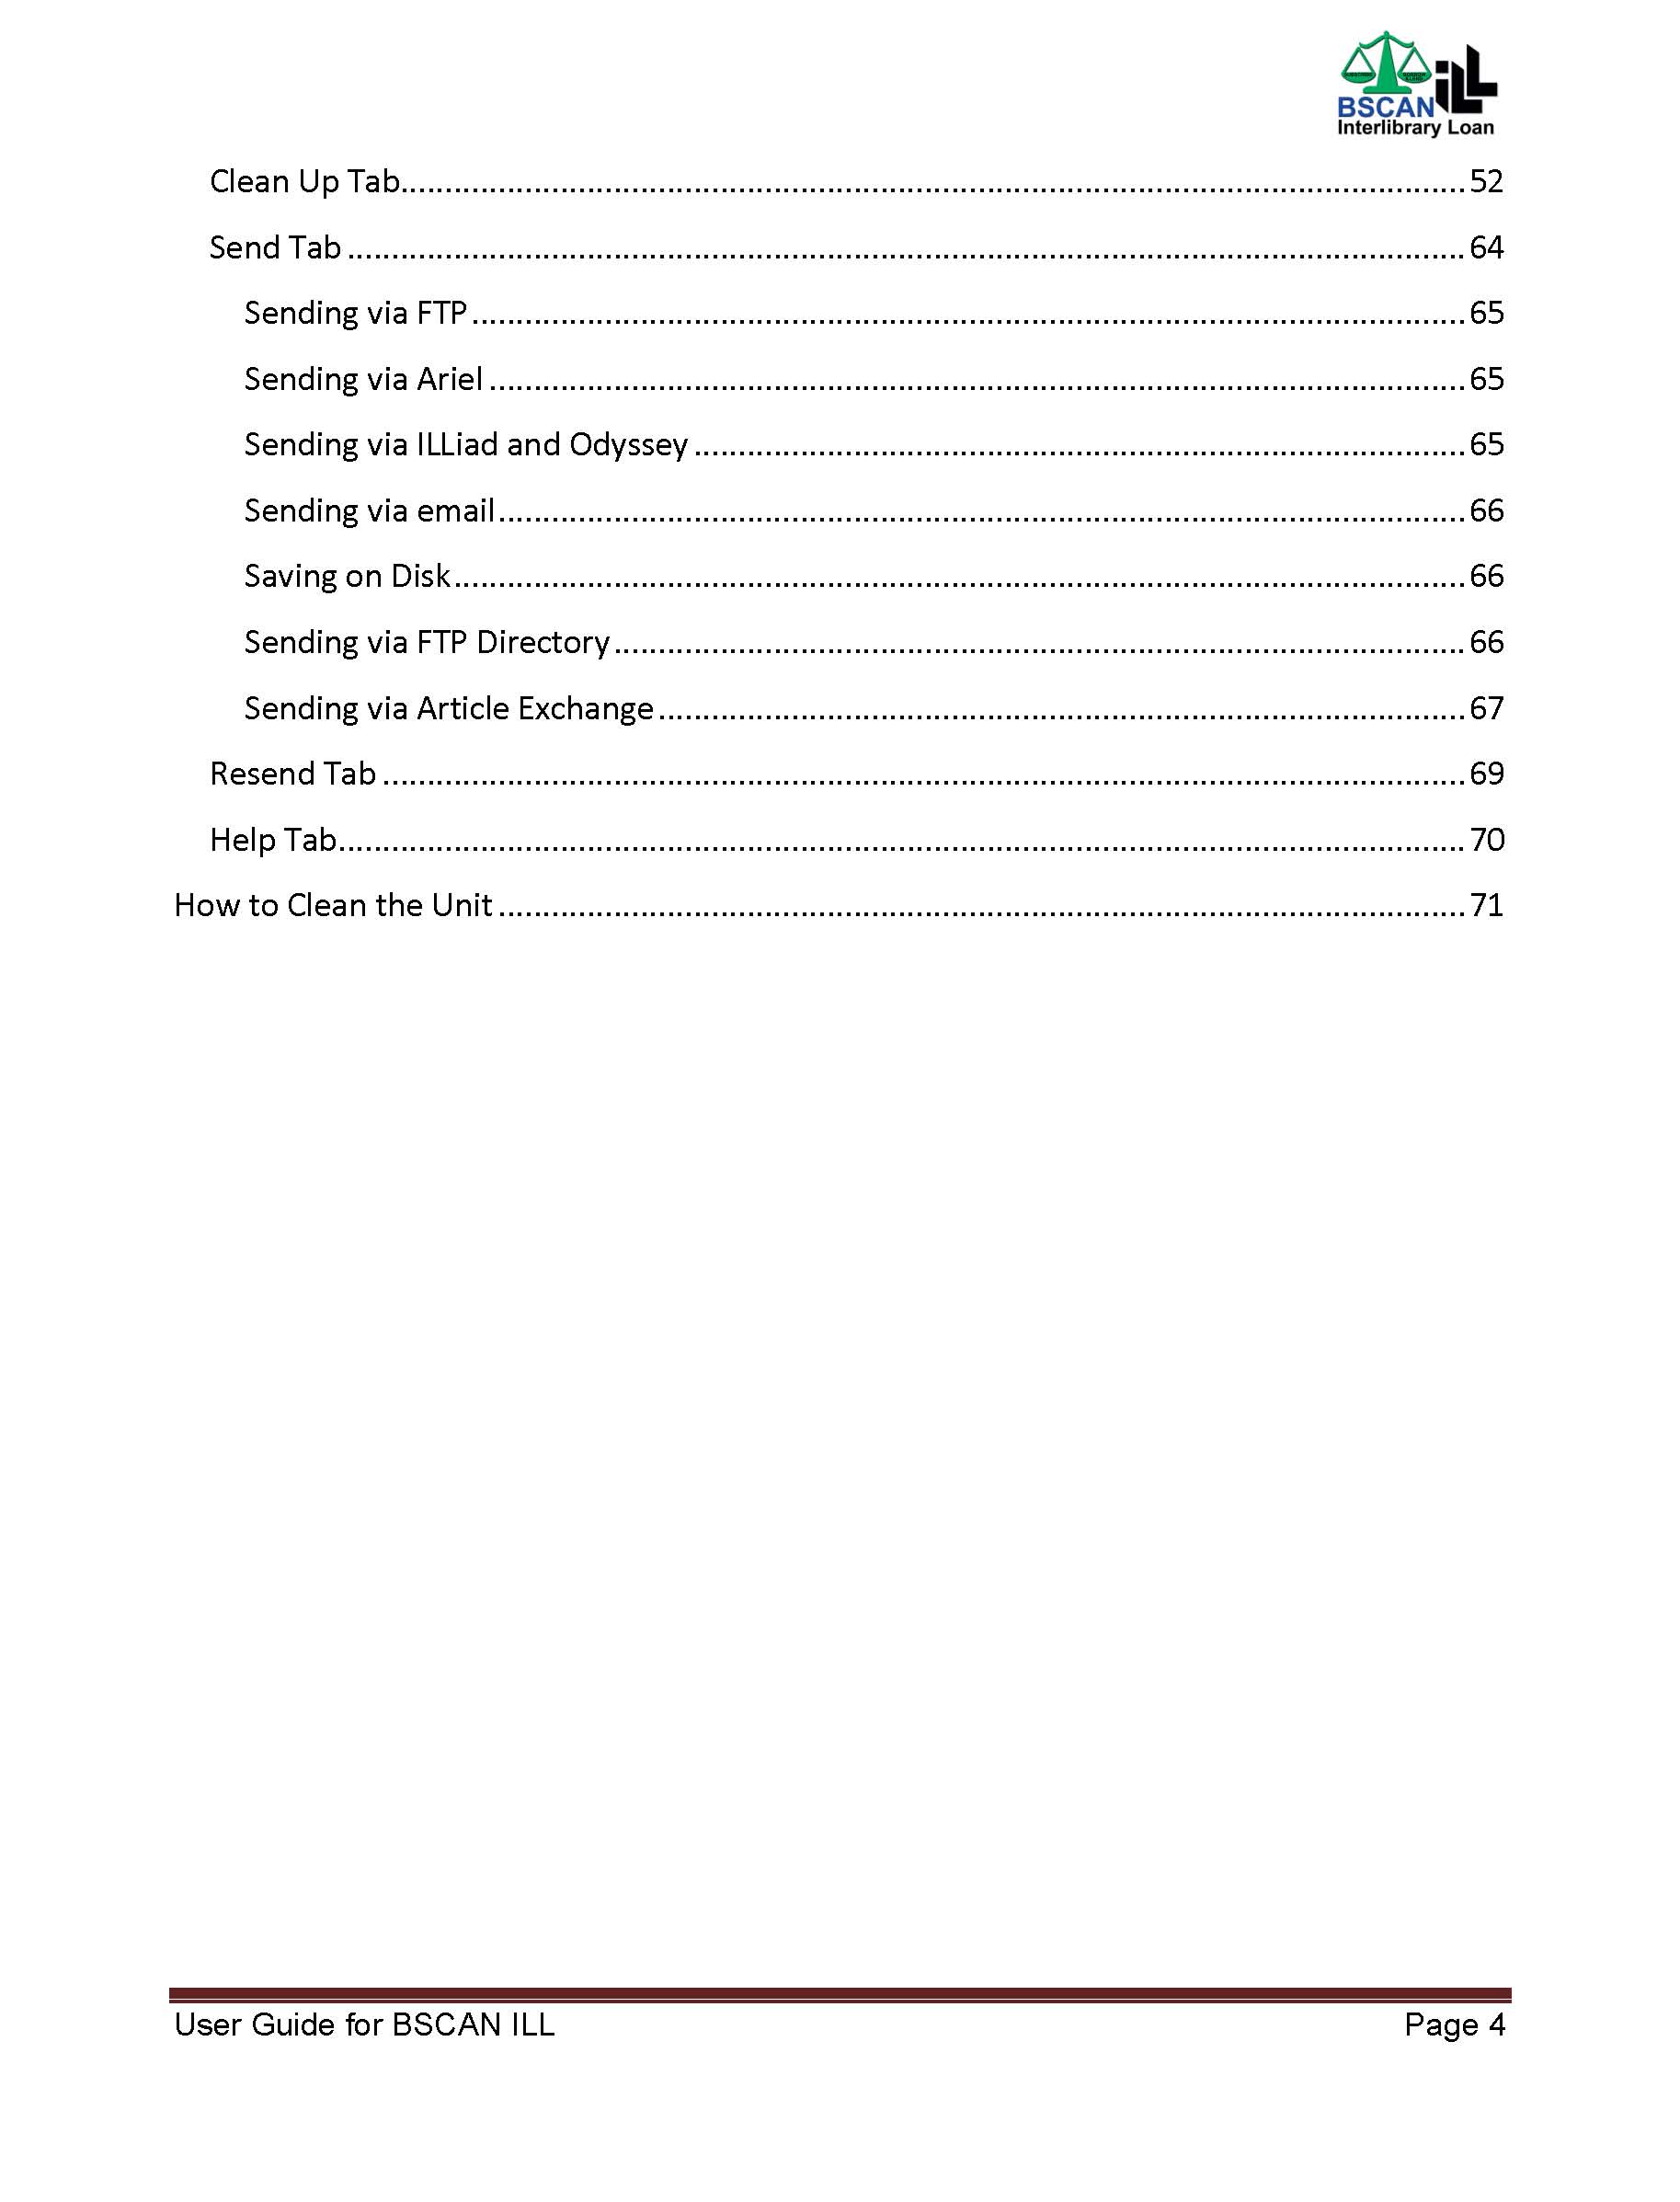 BSCAN ILL
Interlibrary Loan
Clean Up Tab........................................................................................................................52
Send Tab..............................................................................................................................64
Sending via FTP................................................................................................................65
Sending via Ariel..............................................................................................................65
Sending via ILLiad and Odyssey.......................................................................................65
Sending via email.............................................................................................................66
Saving on Disk..................................................................................................................66
Sending via FTP Directory................................................................................................66
Sending via Article Exchange...........................................................................................67
Resend Tab..........................................................................................................................69
Help Tab...............................................................................................................................70
How to Clean the Unit.............................................................................................................71
User Guide for BSCAN ILL Page 4